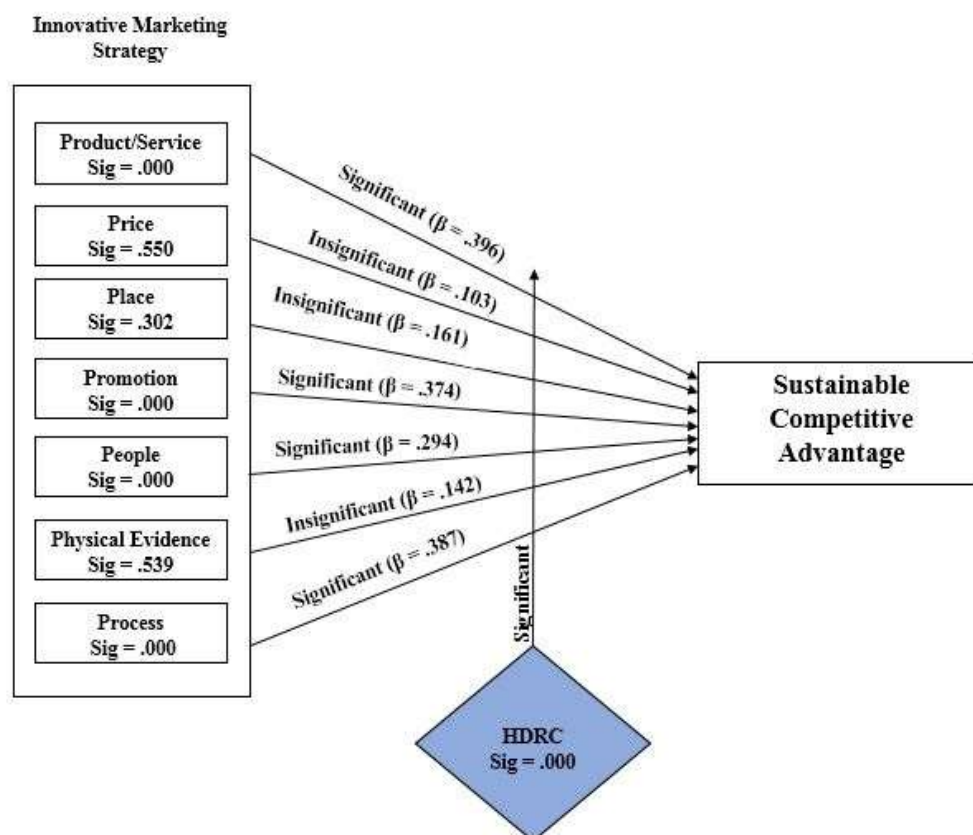 Innovative Marketing
Strategy
Product/Service
Sig = .000
Price
Sig = .550
Place
Sig = .302
Promotion
Sig = .000
People
Sig = .000
Physical Evidence
Sig = .539
Process
Sig = .000
Significant (β = .396)
Insignificant (β = .103)
Insignificant (β = .161)
Significant (β = .374)
Significant (β = .294)
Insignificant (β = .142)
Significant (β = .387)
Significant
HDRC
Sig = .000
Sustainable
Competitive
Advantage